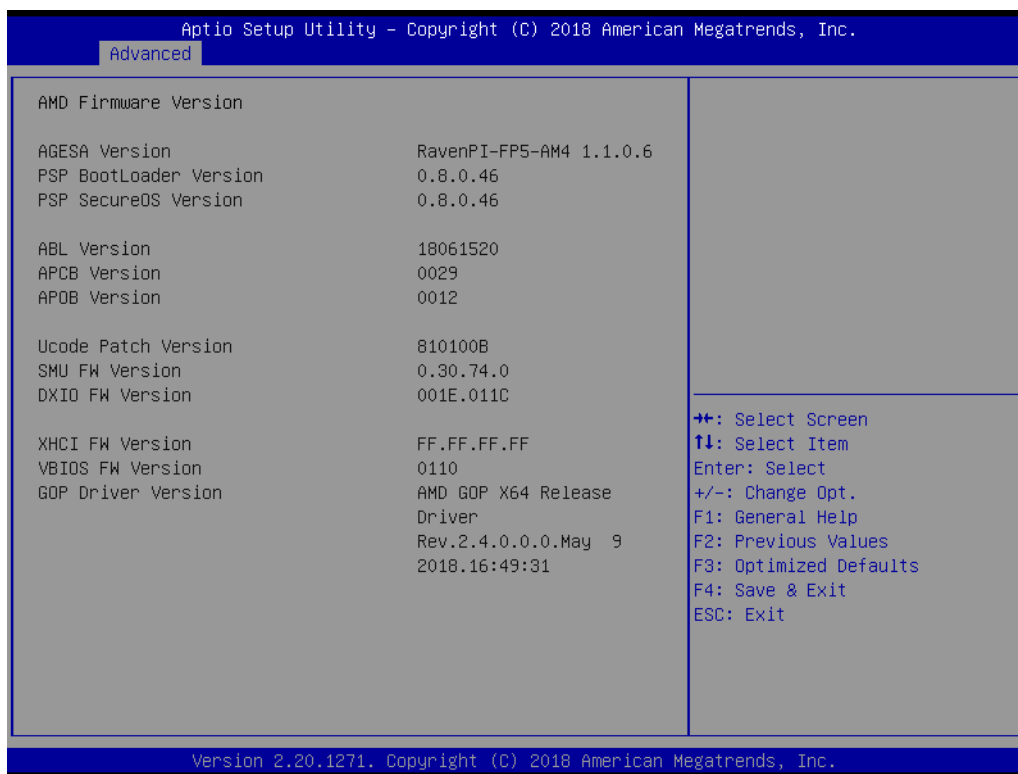 Aptio Setup Utility – Copyright (C) 2018 American Megatrends, Inc.
Advanced
AMD Firmware Version
AGESA Version RavenPI-FP5-AM4 1.1.0.6
PSP BootLoader Version 0.8.0.46
PSP SecureOS Version 0.8.0.46
ABL Version 18061520
APCB Version 0029
APOB Version 0012
Ucode Patch Version 810100B
SMU FW Version 0.30.74.0
DXIO FW Version 001E.011C
XHCI FW Version FF.FF.FF.FF
VBIOS FW Version 0110
GOP Driver Version AMD GOP X64 Release
Driver
Rev.2.4.0.0.0.May 9
2018.16:49:31
→←: Select Screen
↑↓: Select Item
Enter: Select
+/-: Change Opt.
F1: General Help
F2: Previous Values
F3: Optimized Defaults
F4: Save & Exit
ESC: Exit
Version 2.20.1271. Copyright (C) 2018 American Megatrends, Inc.